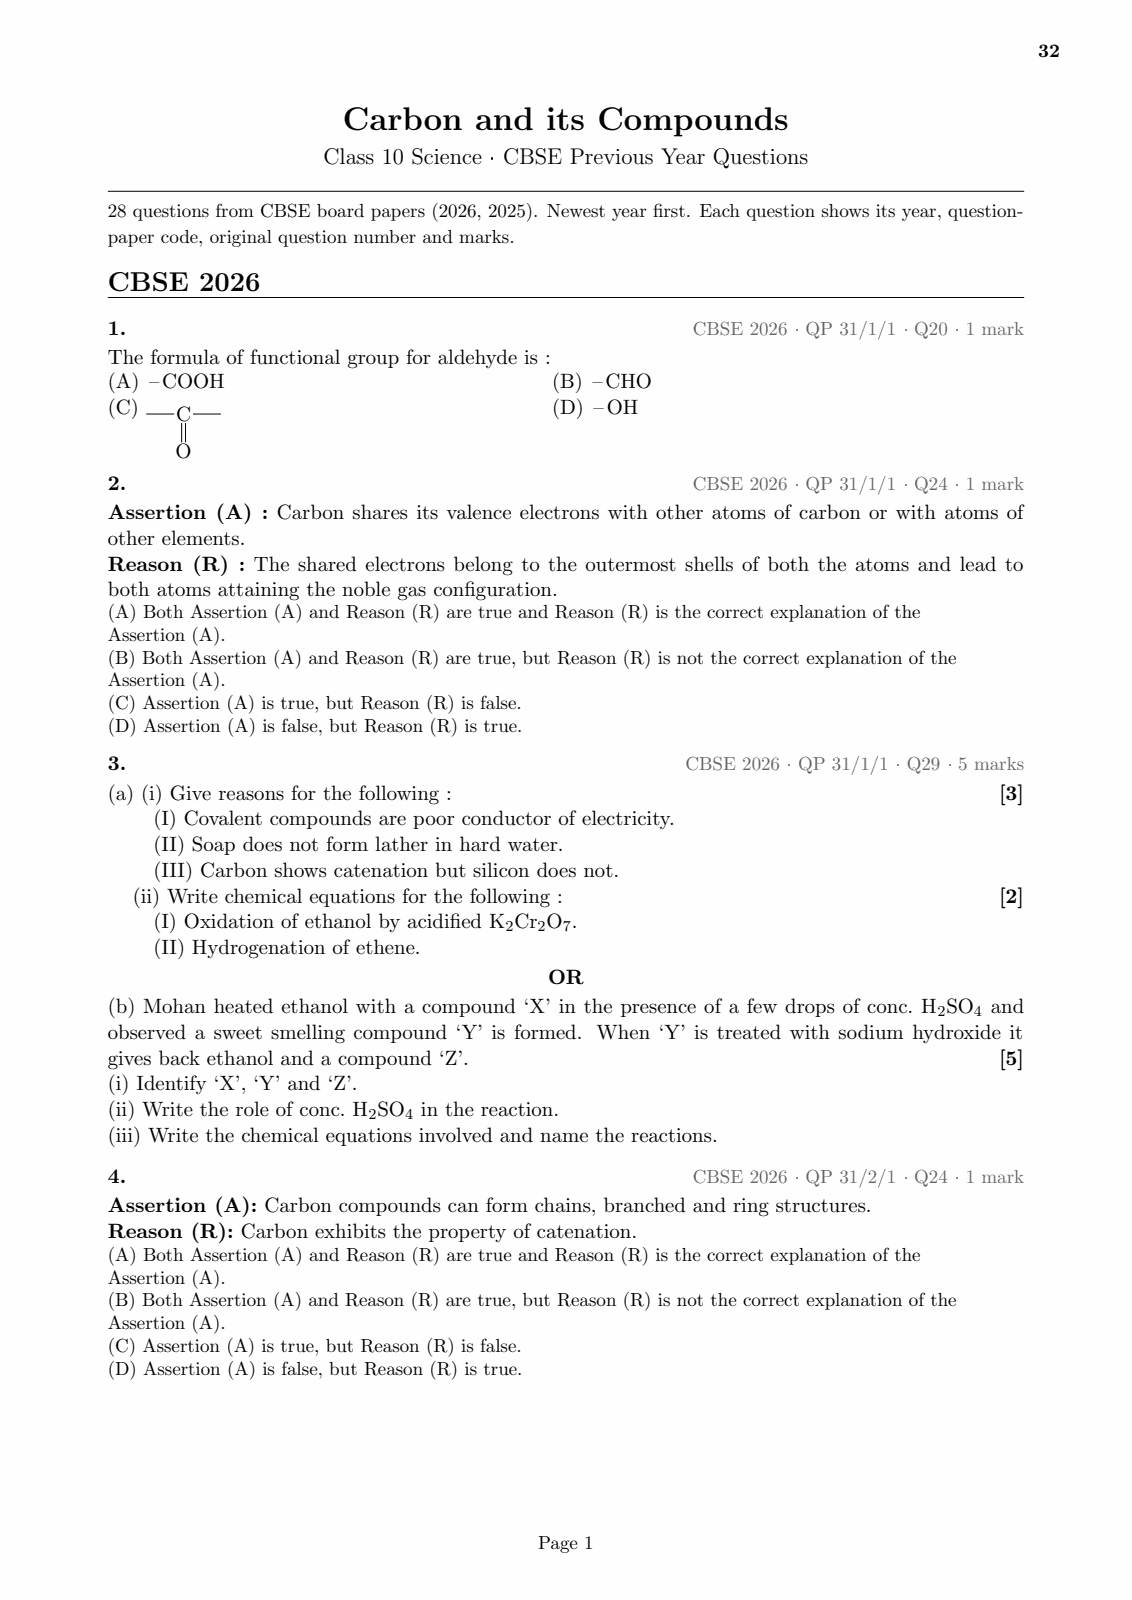 32
Carbon and its Compounds
Class 10 Science · CBSE Previous Year Questions
28 questions from CBSE board papers (2026, 2025). Newest year first. Each question shows its year, question-
paper code, original question number and marks.
CBSE 2026
1. CBSE 2026 · QP 31/1/1 · Q20 · 1 mark
The formula of functional group for aldehyde is :
(A) –COOH (B) –CHO
(C) —C— (D) –OH
||
O
2. CBSE 2026 · QP 31/1/1 · Q24 · 1 mark
Assertion (A) : Carbon shares its valence electrons with other atoms of carbon or with atoms of
other elements.
Reason (R) : The shared electrons belong to the outermost shells of both the atoms and lead to
both atoms attaining the noble gas configuration.
(A) Both Assertion (A) and Reason (R) are true and Reason (R) is the correct explanation of the
Assertion (A).
(B) Both Assertion (A) and Reason (R) are true, but Reason (R) is not the correct explanation of the
Assertion (A).
(C) Assertion (A) is true, but Reason (R) is false.
(D) Assertion (A) is false, but Reason (R) is true.
3. CBSE 2026 · QP 31/1/1 · Q29 · 5 marks
(a) (i) Give reasons for the following : [3]
(I) Covalent compounds are poor conductor of electricity.
(II) Soap does not form lather in hard water.
(III) Carbon shows catenation but silicon does not.
(ii) Write chemical equations for the following : [2]
(I) Oxidation of ethanol by acidified K₂Cr₂O₇.
(II) Hydrogenation of ethene.
OR
(b) Mohan heated ethanol with a compound ‘X’ in the presence of a few drops of conc. H₂SO₄ and
observed a sweet smelling compound ‘Y’ is formed. When ‘Y’ is treated with sodium hydroxide it
gives back ethanol and a compound ‘Z’. [5]
(i) Identify ‘X’, ‘Y’ and ‘Z’.
(ii) Write the role of conc. H₂SO₄ in the reaction.
(iii) Write the chemical equations involved and name the reactions.
4. CBSE 2026 · QP 31/2/1 · Q24 · 1 mark
Assertion (A): Carbon compounds can form chains, branched and ring structures.
Reason (R): Carbon exhibits the property of catenation.
(A) Both Assertion (A) and Reason (R) are true and Reason (R) is the correct explanation of the
Assertion (A).
(B) Both Assertion (A) and Reason (R) are true, but Reason (R) is not the correct explanation of the
Assertion (A).
(C) Assertion (A) is true, but Reason (R) is false.
(D) Assertion (A) is false, but Reason (R) is true.
Page 1